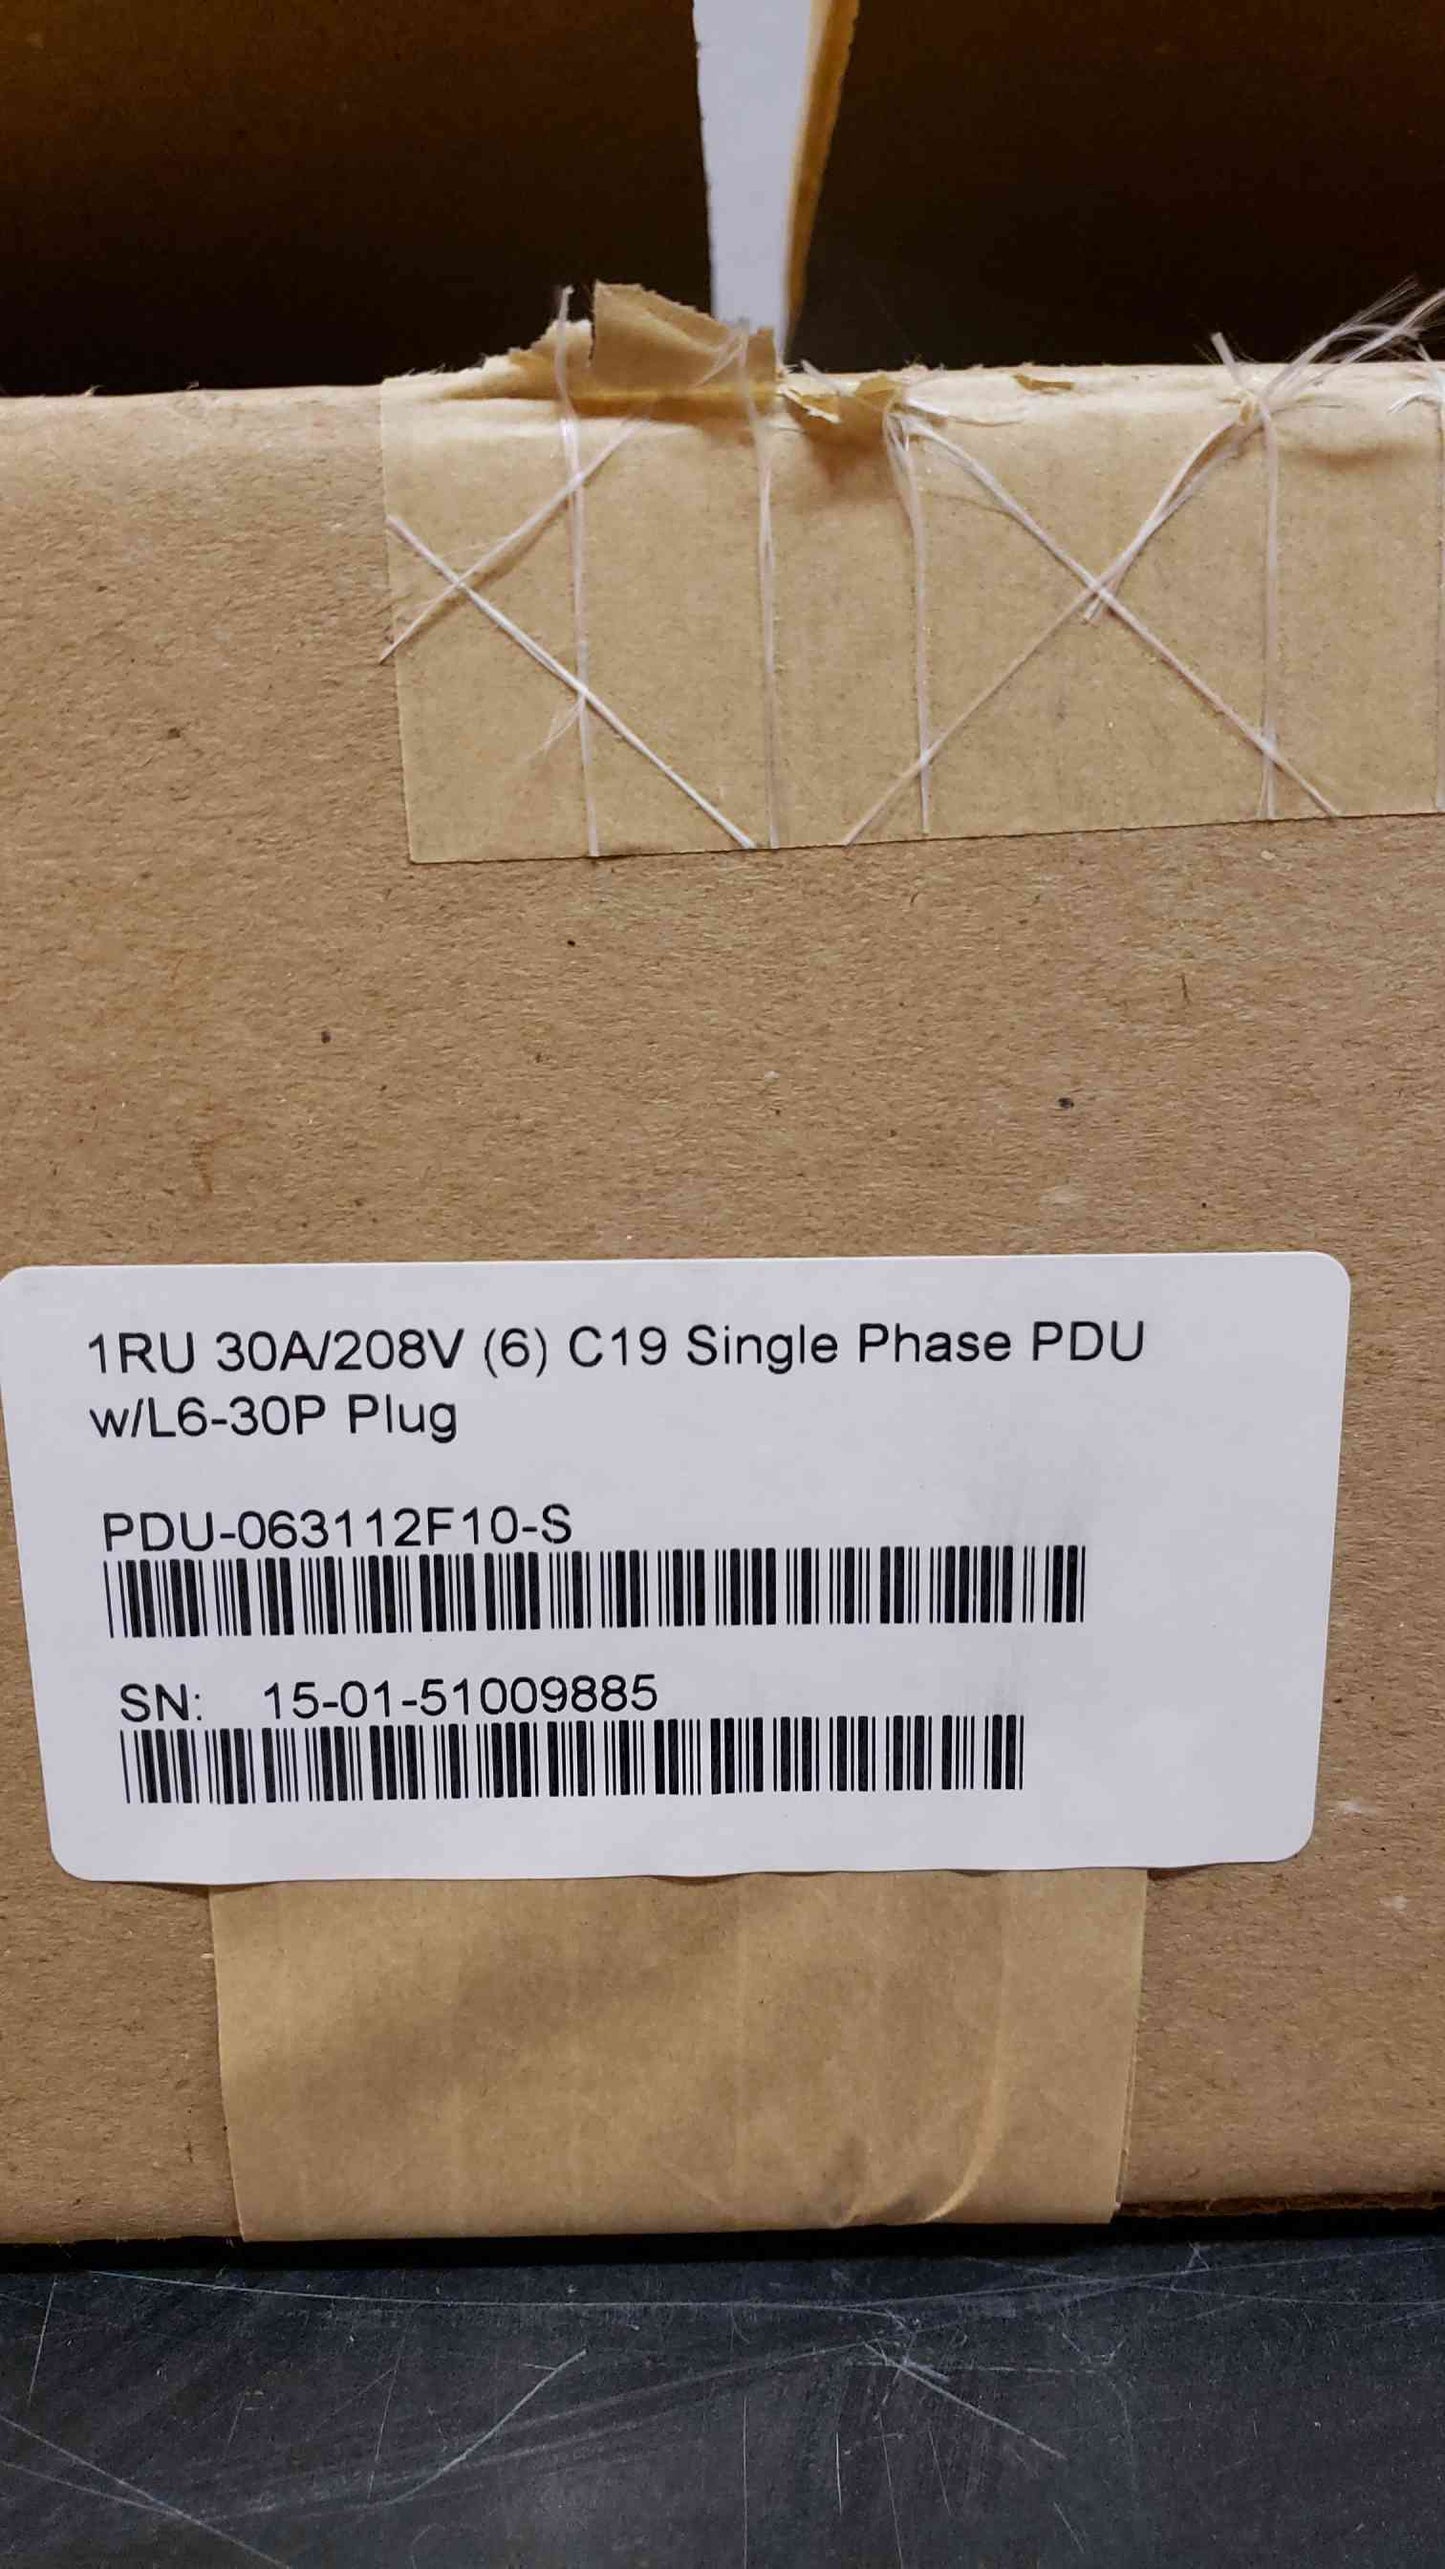 1RU 30A/208V (6) C19 Single Phase PDU
w/L6-30P Plug
PDU-063112F10-S
SN: 15-01-51009885